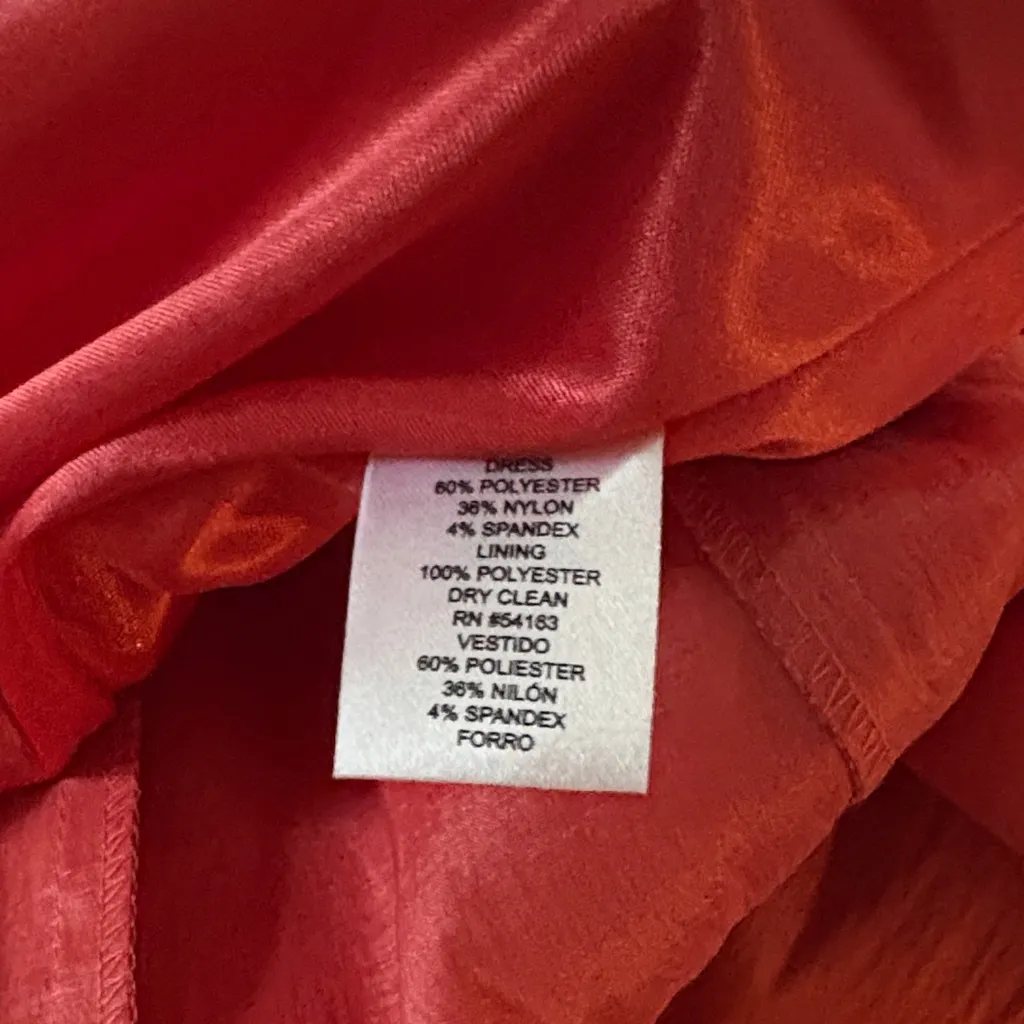 DRESS
60% POLYESTER
36% NYLON
4% SPANDEX
LINING
100% POLYESTER
DRY CLEAN
RN #54163
VESTIDO
60% POLIESTER
36% NILÓN
4% SPANDEX
FORRO